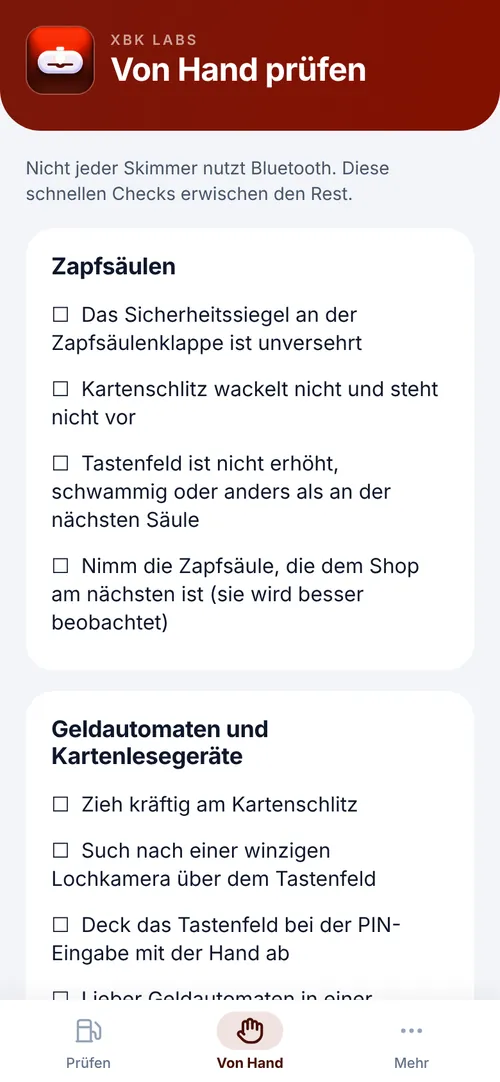 XBK LABS
Von Hand prüfen
Nicht jeder Skimmer nutzt Bluetooth. Diese
schnellen Checks erwischen den Rest.
Zapfsäulen
☐ Das Sicherheitssiegel an der
Zapfsäulenklappe ist unversehrt
☐ Kartenschlitz wackelt nicht und steht
nicht vor
☐ Tastenfeld ist nicht erhöht,
schwammig oder anders als an der
nächsten Säule
☐ Nimm die Zapfsäule, die dem Shop
am nächsten ist (sie wird besser
beobachtet)
Geldautomaten und
Kartenlesegeräte
☐ Zieh kräftig am Kartenschlitz
☐ Such nach einer winzigen
Lochkamera über dem Tastenfeld
☐ Deck das Tastenfeld bei der PIN-
Eingabe mit der Hand ab
☐ Lieber Geldautomaten in einer
Prüfen
Von Hand
Mehr